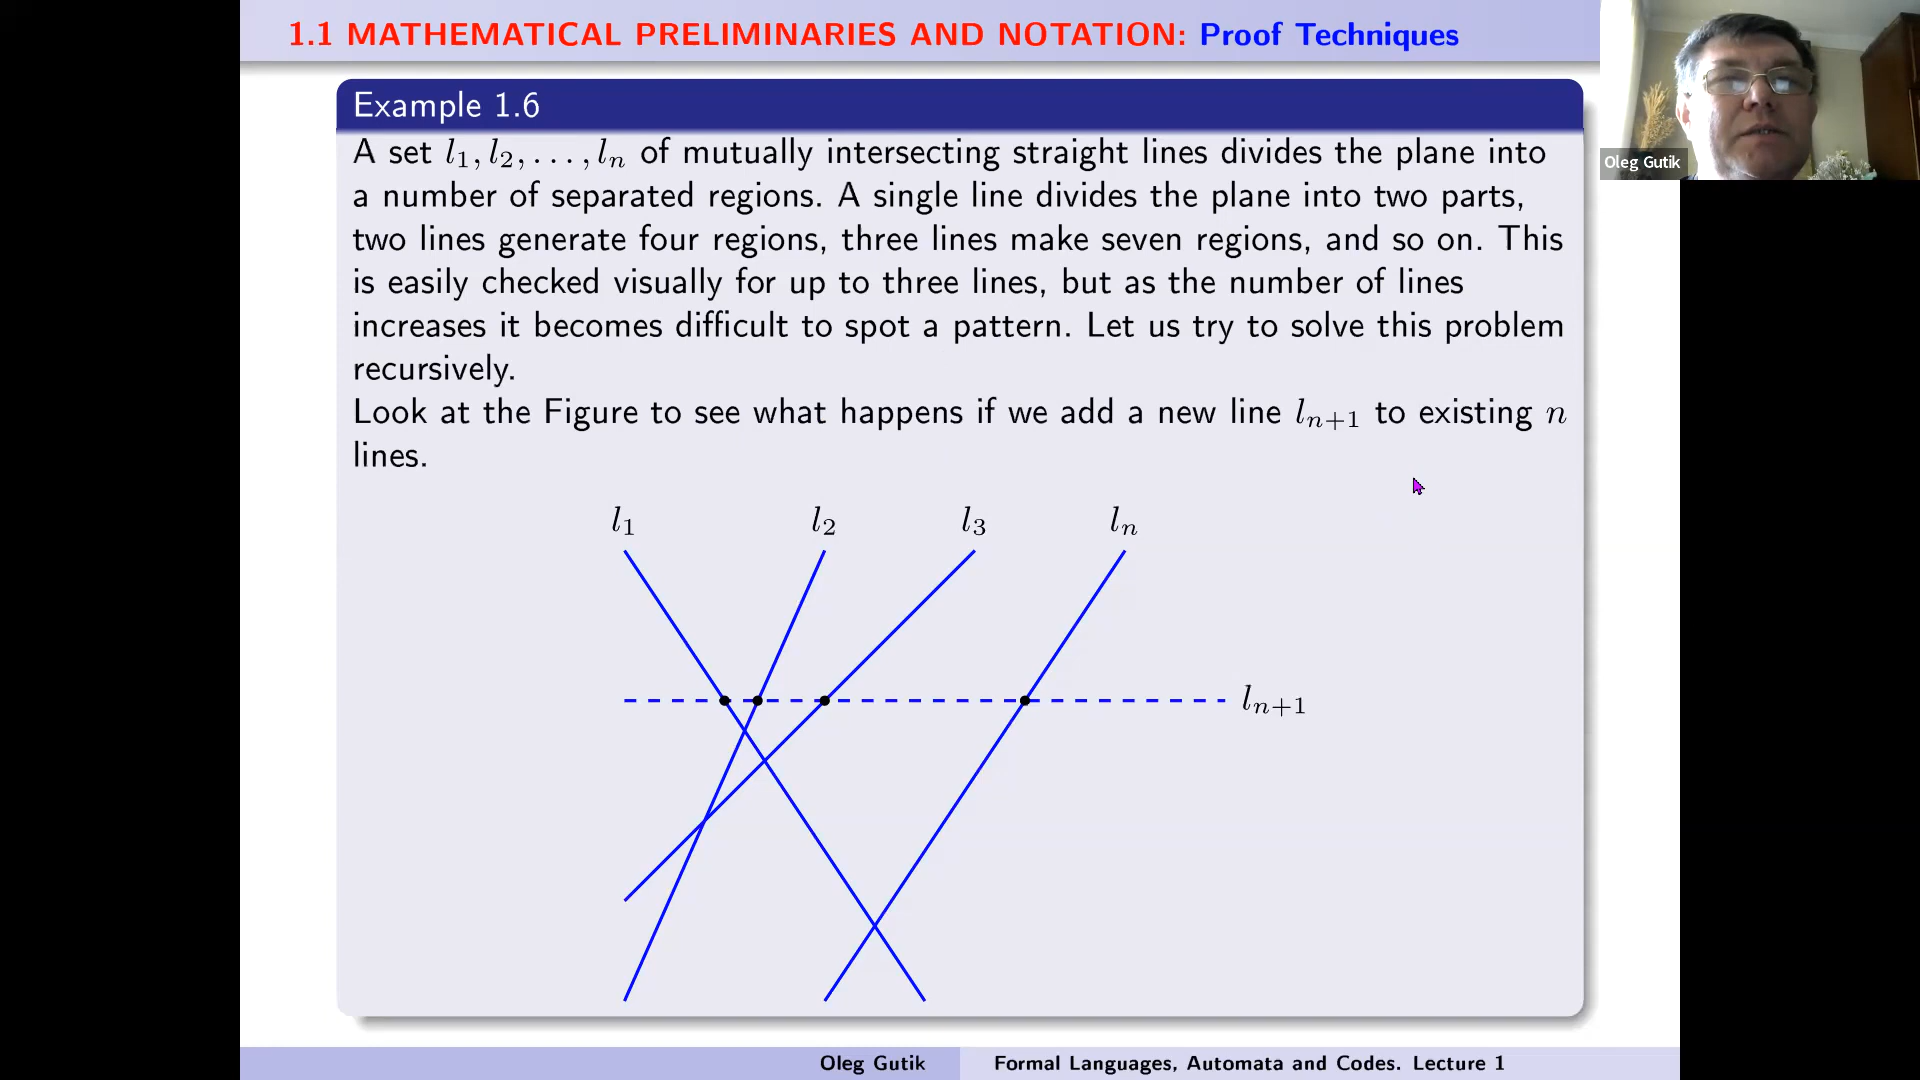 1.1 MATHEMATICAL PRELIMINARIES AND NOTATION: Proof Techniques
Oleg Gutik
Example 1.6
A set l₁, l₂, . . . , lₙ of mutually intersecting straight lines divides the plane into
a number of separated regions. A single line divides the plane into two parts,
two lines generate four regions, three lines make seven regions, and so on. This
is easily checked visually for up to three lines, but as the number of lines
increases it becomes difficult to spot a pattern. Let us try to solve this problem
recursively.
Look at the Figure to see what happens if we add a new line lₙ₊₁ to existing n
lines.
l₁ l₂ l₃ lₙ
lₙ₊₁
Oleg Gutik Formal Languages, Automata and Codes. Lecture 1